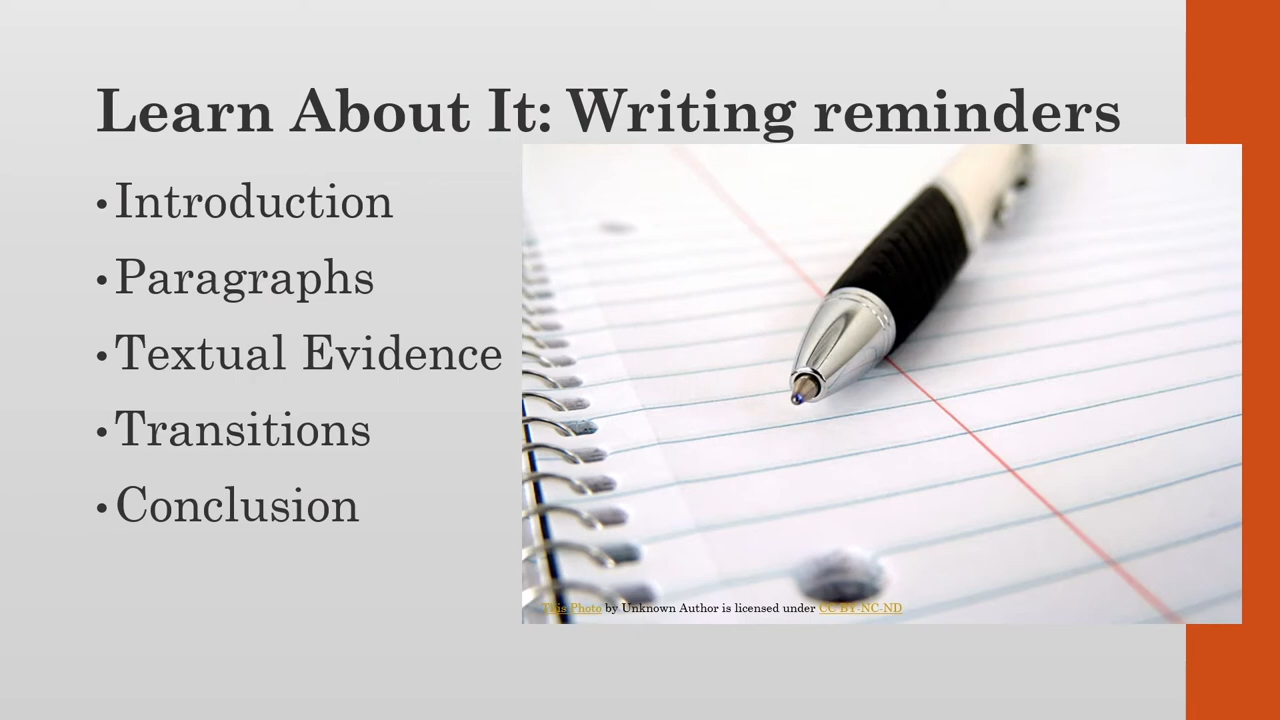 Learn About It: Writing reminders
• Introduction
• Paragraphs
• Textual Evidence
• Transitions
• Conclusion
This Photo by Unknown Author is licensed under CC BY-NC-ND